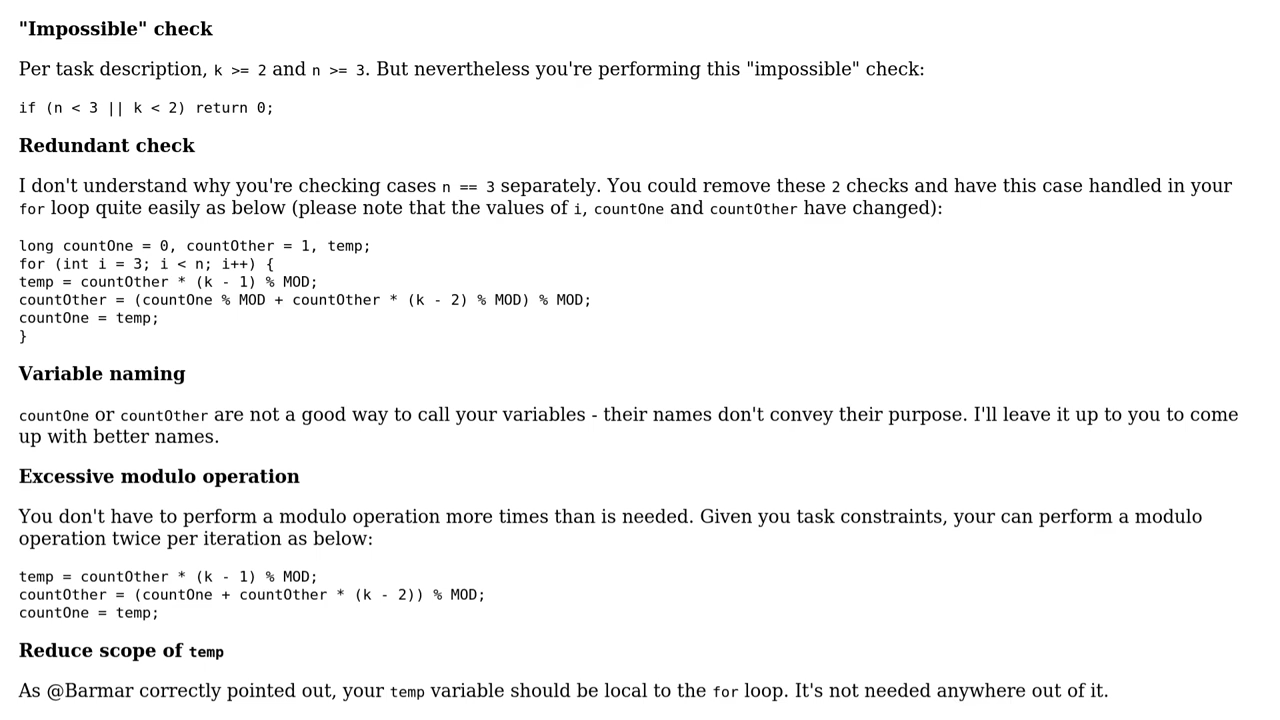 "Impossible" check
Per task description, k >= 2 and n >= 3. But nevertheless you're performing this "impossible" check:
if (n < 3 || k < 2) return 0;
Redundant check
I don't understand why you're checking cases n == 3 separately. You could remove these 2 checks and have this case handled in your
for loop quite easily as below (please note that the values of i, countOne and countOther have changed):
long countOne = 0, countOther = 1, temp;
for (int i = 3; i < n; i++) {
temp = countOther * (k - 1) % MOD;
countOther = (countOne % MOD + countOther * (k - 2) % MOD) % MOD;
countOne = temp;
}
Variable naming
countOne or countOther are not a good way to call your variables - their names don't convey their purpose. I'll leave it up to you to come
up with better names.
Excessive modulo operation
You don't have to perform a modulo operation more times than is needed. Given you task constraints, your can perform a modulo
operation twice per iteration as below:
temp = countOther * (k - 1) % MOD;
countOther = (countOne + countOther * (k - 2)) % MOD;
countOne = temp;
Reduce scope of temp
As @Barmar correctly pointed out, your temp variable should be local to the for loop. It's not needed anywhere out of it.